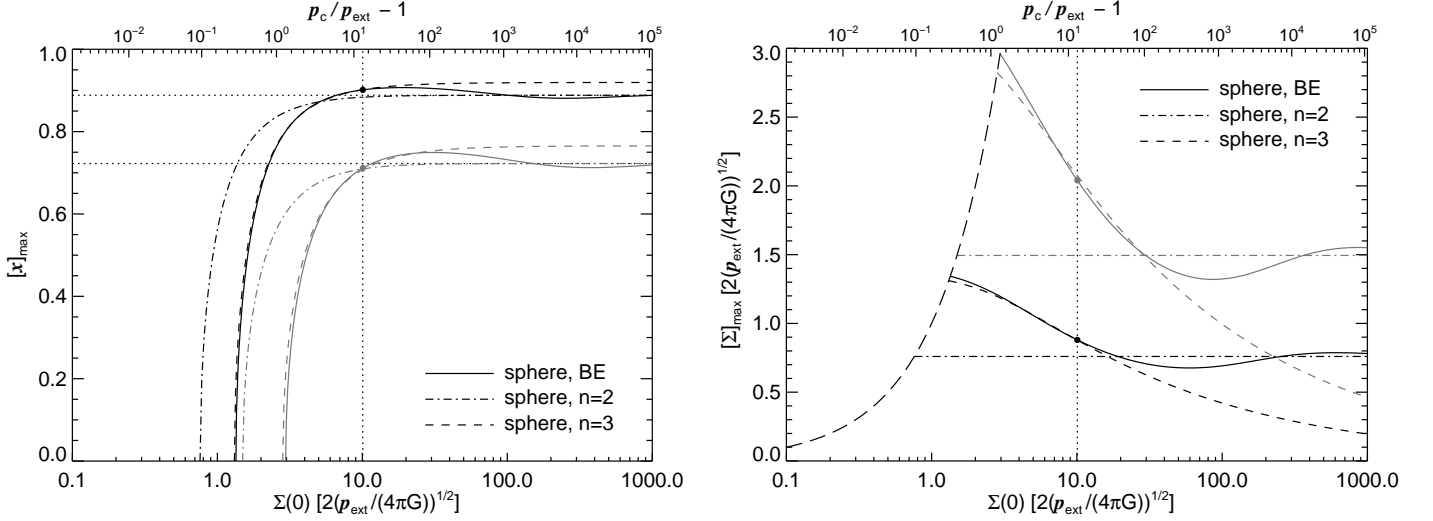 p_c / p_ext − 1
10^-2 10^-1 10^0 10^1 10^2 10^3 10^4 10^5
1.0
0.8
0.6
0.4
0.2
0.0
[x]_max
sphere, BE
sphere, n=2
sphere, n=3
0.1 1.0 10.0 100.0 1000.0
Σ(0) [2(p_ext/(4πG))^1/2]
p_c / p_ext − 1
10^-2 10^-1 10^0 10^1 10^2 10^3 10^4 10^5
3.0
2.5
2.0
1.5
1.0
0.5
0.0
[Σ]_max [2(p_ext/(4πG))^1/2]
sphere, BE
sphere, n=2
sphere, n=3
0.1 1.0 10.0 100.0 1000.0
Σ(0) [2(p_ext/(4πG))^1/2]